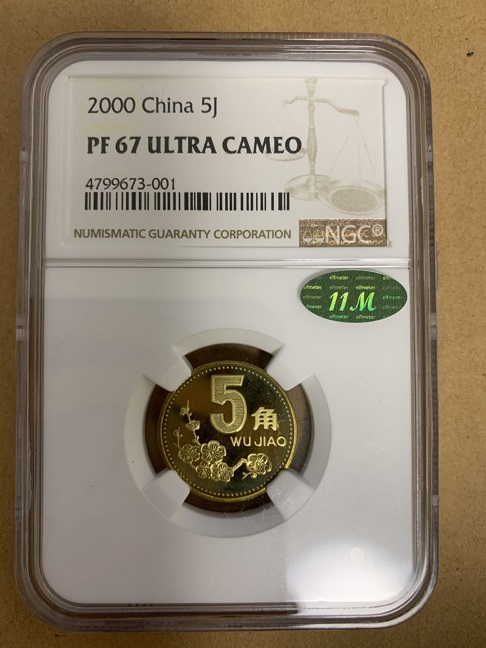 2000 China 5J
PF 67 ULTRA CAMEO
4799673-001
NUMISMATIC GUARANTY CORPORATION
NGC®
11M
5角
WU JIAO